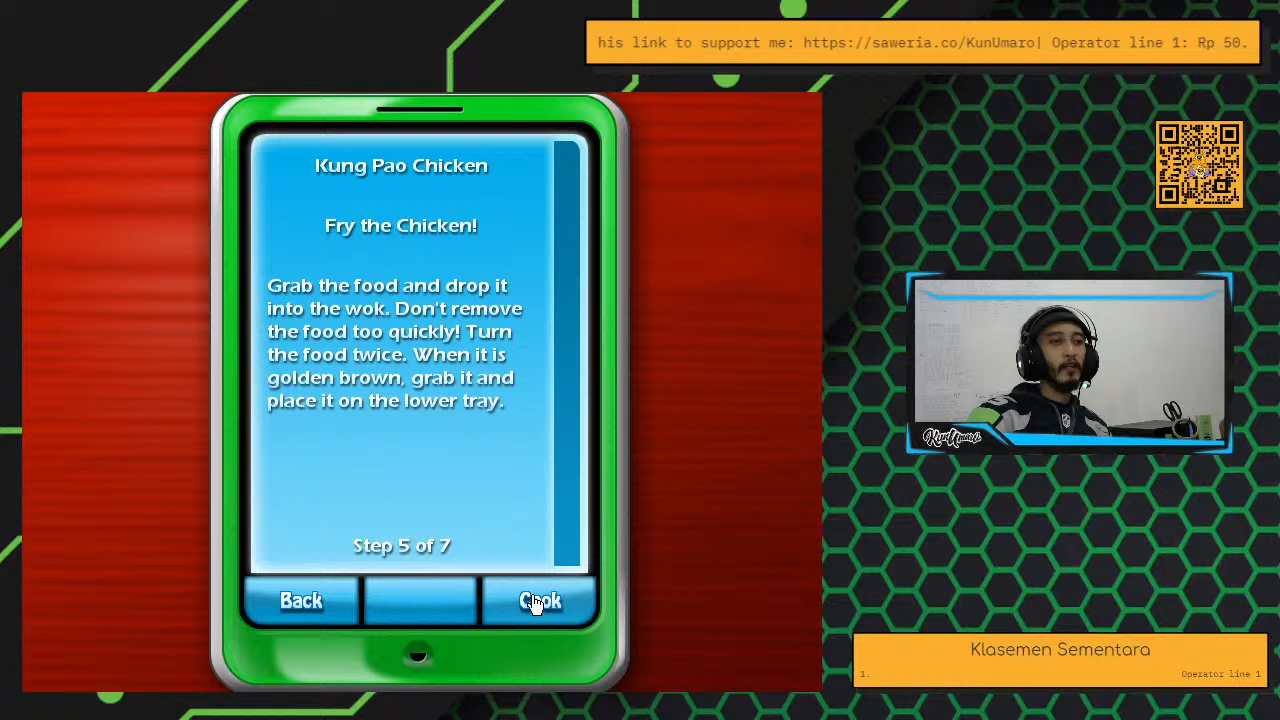 his link to support me: https://saweria.co/KunUmaro| Operator line 1: Rp 50.
Kung Pao Chicken
Fry the Chicken!
Grab the food and drop it
into the wok. Don't remove
the food too quickly! Turn
the food twice. When it is
golden brown, grab it and
place it on the lower tray.
Step 5 of 7
Back
Cook
KunUmaro
Klasemen Sementara
1. Operator line 1